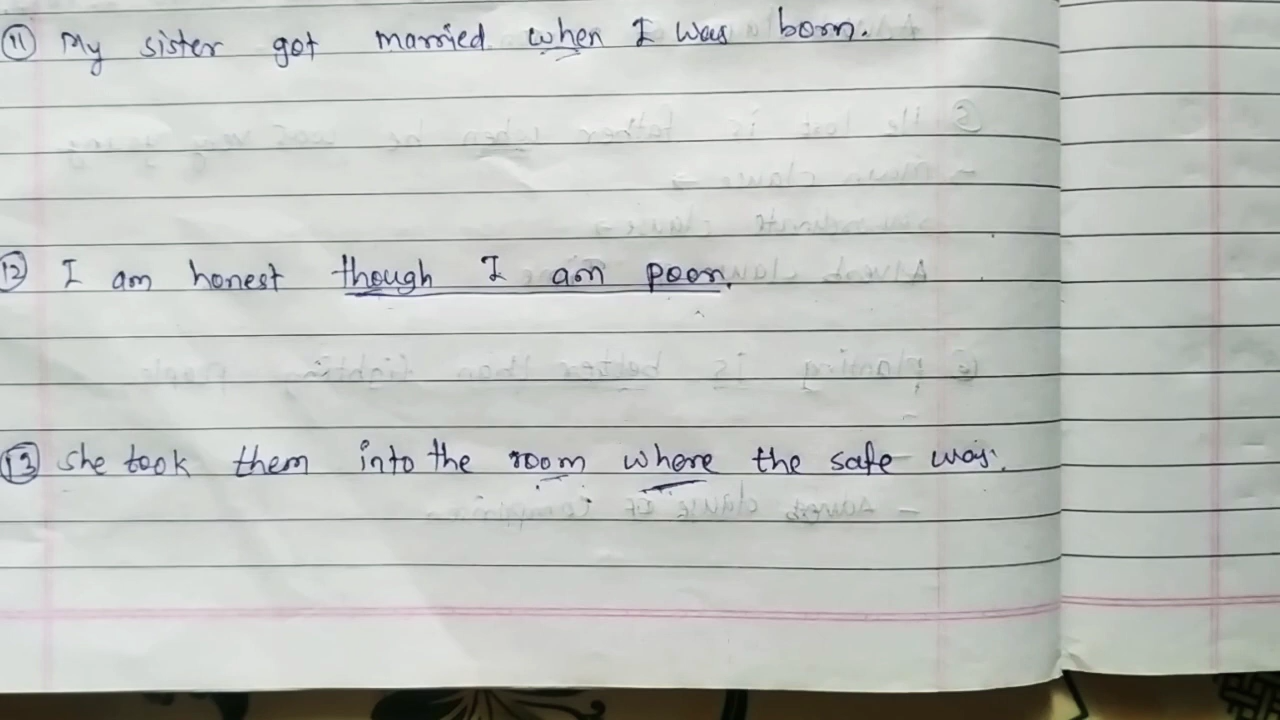 11 My sister got married when I was born.
12 I am honest though I am poor.
13 She took them into the room where the safe was.